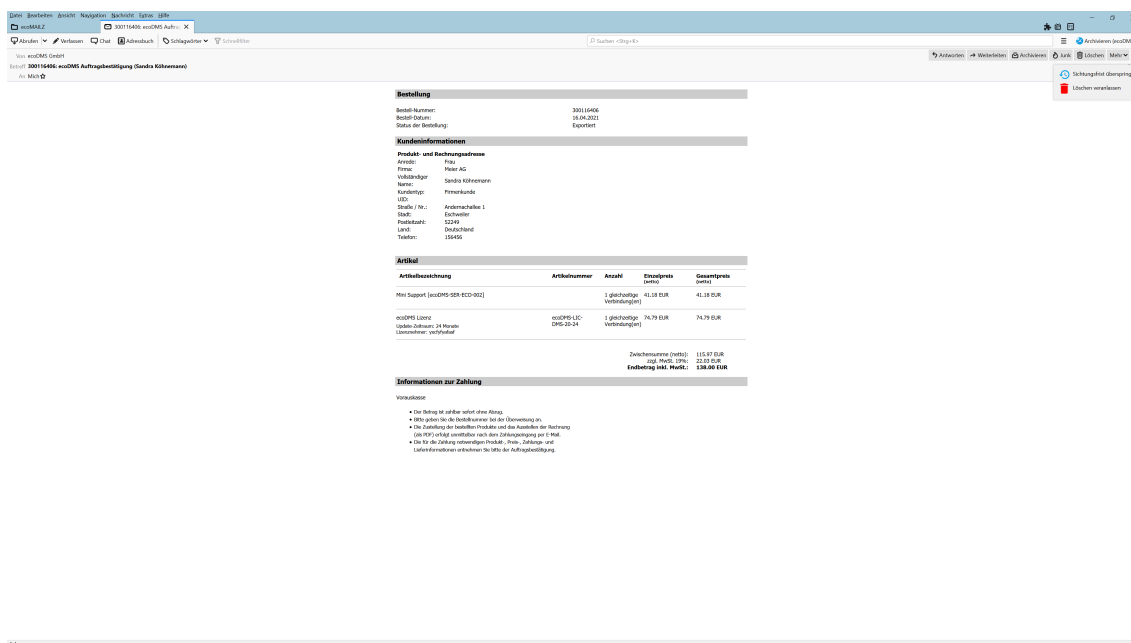 Datei Bearbeiten Ansicht Navigation Nachricht Extras Hilfe
ecoMAILZ 300116406: ecoDMS Auftra
Abrufen Verfassen Chat Adressbuch Schlagwörter Schnellfilter Suchen <Strg+K> Archivieren (ecoDM
Von ecoDMS GmbH Antworten Weiterleiten Archivieren Junk Löschen Mehr
Betreff 300116406: ecoDMS Auftragsbestätigung (Sandra Köhnemann)
An Mich
Sichtungsfrist überspring
Löschen veranlassen
Bestellung
Bestell-Nummer: 300116406
Bestell-Datum: 16.04.2021
Status der Bestellung: Exportiert
Kundeninformationen
Produkt- und Rechnungsadresse
Anrede: Frau
Firma: Meier AG
Vollständiger Name: Sandra Köhnemann
Kundentyp: Firmenkunde
UID:
Straße / Nr.: Andernachallee 1
Stadt: Eschweiler
Postleitzahl: 52249
Land: Deutschland
Telefon: 156456
Artikel
Artikelbezeichnung Artikelnummer Anzahl Einzelpreis (netto) Gesamtpreis (netto)
Mini Support [ecoDMS-SER-ECO-002] 1 gleichzeitige Verbindung(en) 41.18 EUR 41.18 EUR
ecoDMS Lizenz ecoDMS-LIC-DMS-20-24 1 gleichzeitige Verbindung(en) 74.79 EUR 74.79 EUR
Update-Zeitraum: 24 Monate
Lizenznehmer:
Zwischensumme (netto): 115.97 EUR
zzgl. MwSt. 19%: 22.03 EUR
Endbetrag inkl. MwSt.: 138.00 EUR
Informationen zur Zahlung
Vorauskasse
Der Betrag ist zahlbar sofort ohne Abzug.
Bitte geben Sie die Bestellnummer bei der Überweisung an.
Die Zustellung der bestellten Produkte und das Ausstellen der Rechnung
(als PDF) erfolgt unmittelbar nach dem Zahlungseingang per E-Mail.
Die für die Zahlung notwendigen Produkt-, Preis-, Zahlungs- und
Lieferinformationen entnehmen Sie bitte der Auftragsbestätigung.